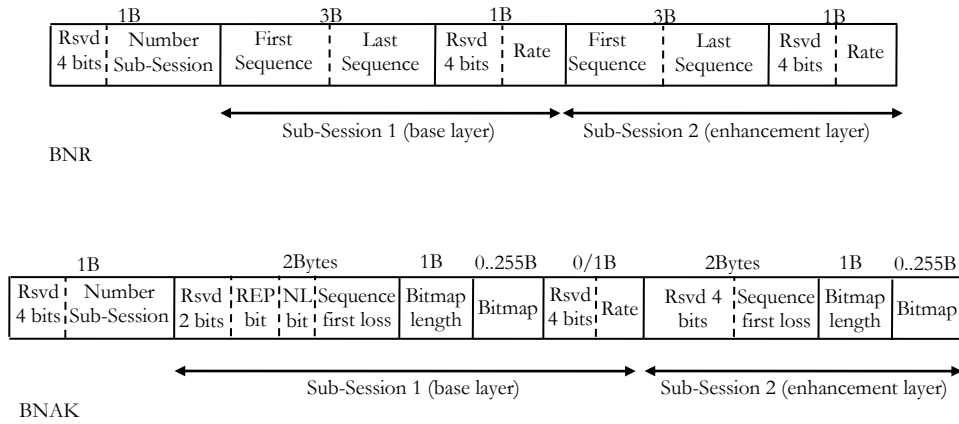 1B 3B 1B 3B 1B
Rsvd Number First Last Rsvd Rate First Last Rsvd Rate
4 bits Sub-Session Sequence Sequence 4 bits Sequence Sequence 4 bits
Sub-Session 1 (base layer) Sub-Session 2 (enhancement layer)
BNR
1B 2Bytes 1B 0..255B 0/1B 2Bytes 1B 0..255B
Rsvd Number Rsvd REP NL Sequence Bitmap Bitmap Rsvd Rate Rsvd 4 Sequence Bitmap Bitmap
4 bits Sub-Session 2 bits bit bit first loss length 4 bits bits first loss length
Sub-Session 1 (base layer) Sub-Session 2 (enhancement layer)
BNAK